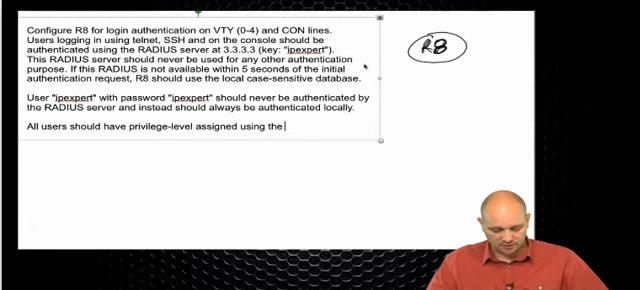 Configure R8 for login authentication on VTY (0-4) and CON lines.
Users logging in using telnet, SSH and on the console should be
authenticated using the RADIUS server at 3.3.3.3 (key: "ipexpert").
This RADIUS server should never be used for any other authentication
purpose. If this RADIUS is not available within 5 seconds of the initial
authentication request, R8 should use the local case-sensitive database.
User "ipexpert" with password "ipexpert" should never be authenticated by
the RADIUS server and instead should always be authenticated locally.
All users should have privilege-level assigned using the
R8